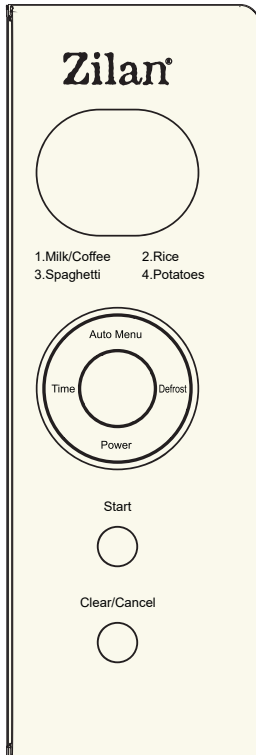 Zilan®
1.Milk/Coffee 2.Rice
3.Spaghetti 4.Potatoes
Auto Menu
Time Defrost
Power
Start
Clear/Cancel